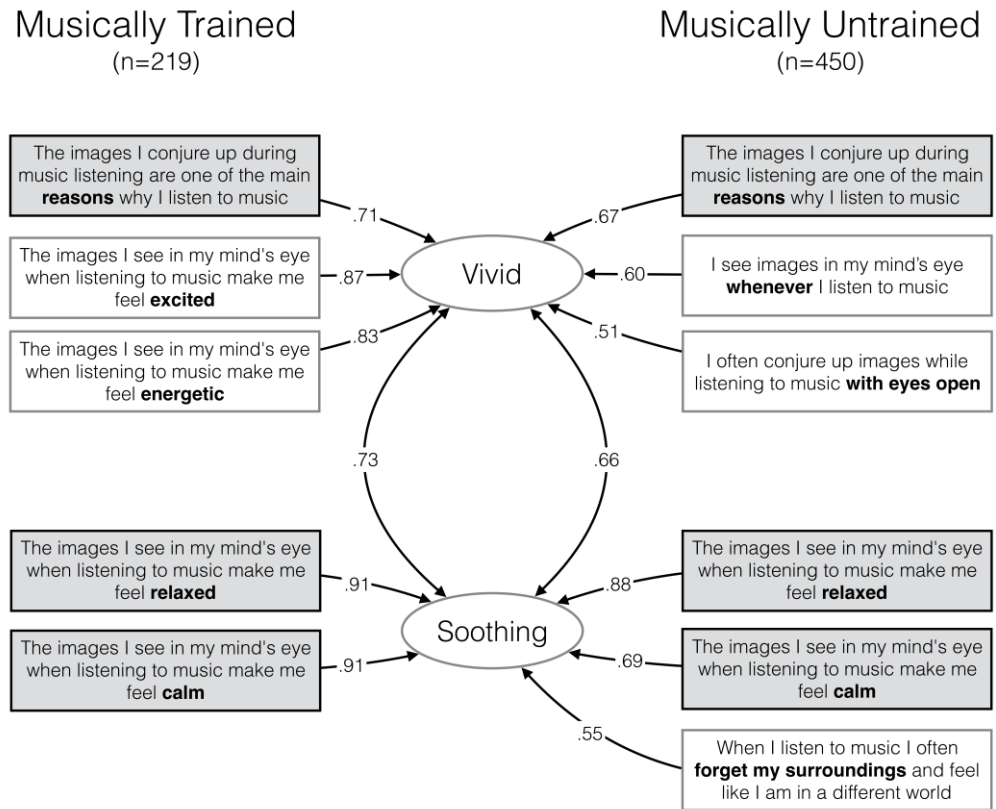 Musically Trained
(n=219)
Musically Untrained
(n=450)
The images I conjure up during
music listening are one of the main
reasons why I listen to music
.71
The images I see in my mind's eye
when listening to music make me
feel excited
.87
The images I see in my mind's eye
when listening to music make me
feel energetic
.83
Vivid
The images I conjure up during
music listening are one of the main
reasons why I listen to music
.67
I see images in my mind's eye
whenever I listen to music
.60
I often conjure up images while
listening to music with eyes open
.51
.73
.66
The images I see in my mind's eye
when listening to music make me
feel relaxed
.91
The images I see in my mind's eye
when listening to music make me
feel calm
.91
Soothing
The images I see in my mind's eye
when listening to music make me
feel relaxed
.88
The images I see in my mind's eye
when listening to music make me
feel calm
.69
When I listen to music I often
forget my surroundings and feel
like I am in a different world
.55